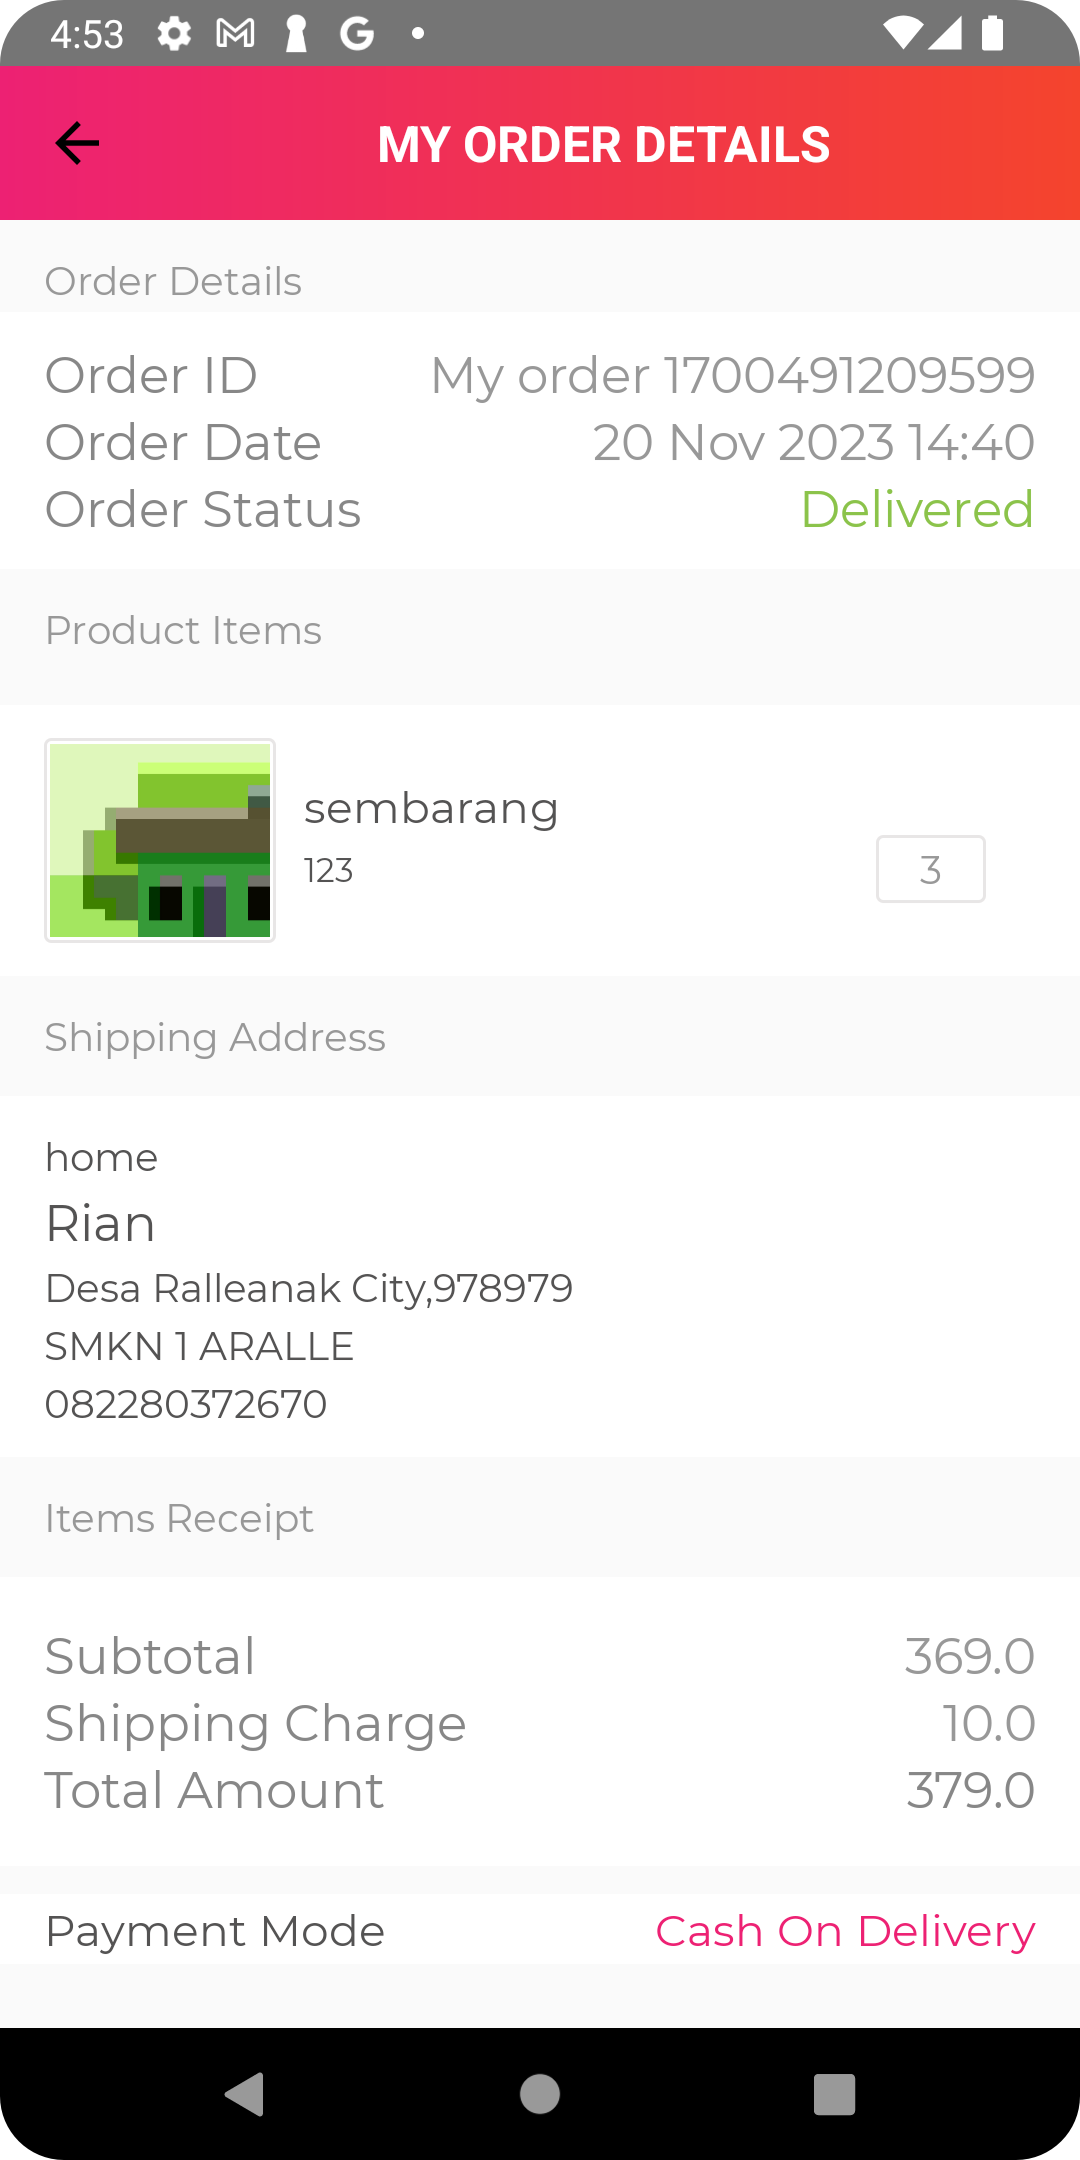 4:53
MY ORDER DETAILS
Order Details
Order ID My order 1700491209599
Order Date 20 Nov 2023 14:40
Order Status Delivered
Product Items
sembarang
123
3
Shipping Address
home
Rian
Desa Ralleanak City,978979
SMKN 1 ARALLE
082280372670
Items Receipt
Subtotal 369.0
Shipping Charge 10.0
Total Amount 379.0
Payment Mode Cash On Delivery